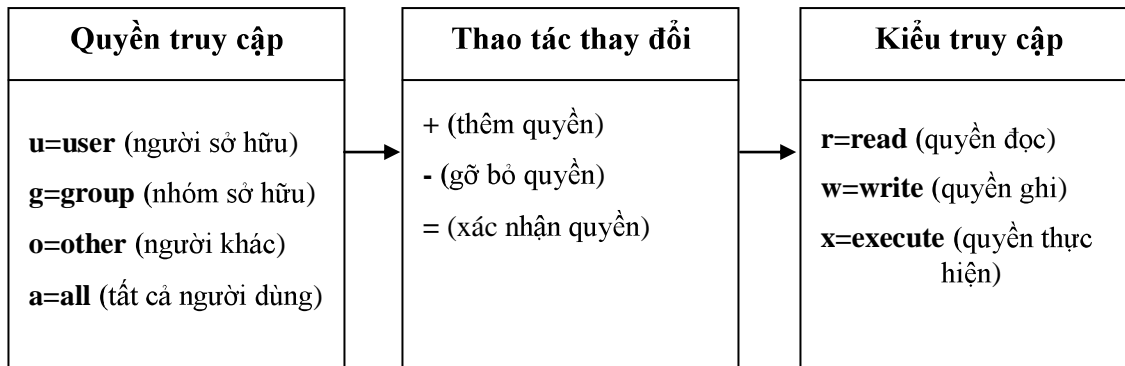 Quyền truy cập
u=user (người sở hữu)
g=group (nhóm sở hữu)
o=other (người khác)
a=all (tất cả người dùng)
Thao tác thay đổi
+ (thêm quyền)
- (gỡ bỏ quyền)
= (xác nhận quyền)
Kiểu truy cập
r=read (quyền đọc)
w=write (quyền ghi)
x=execute (quyền thực
hiện)